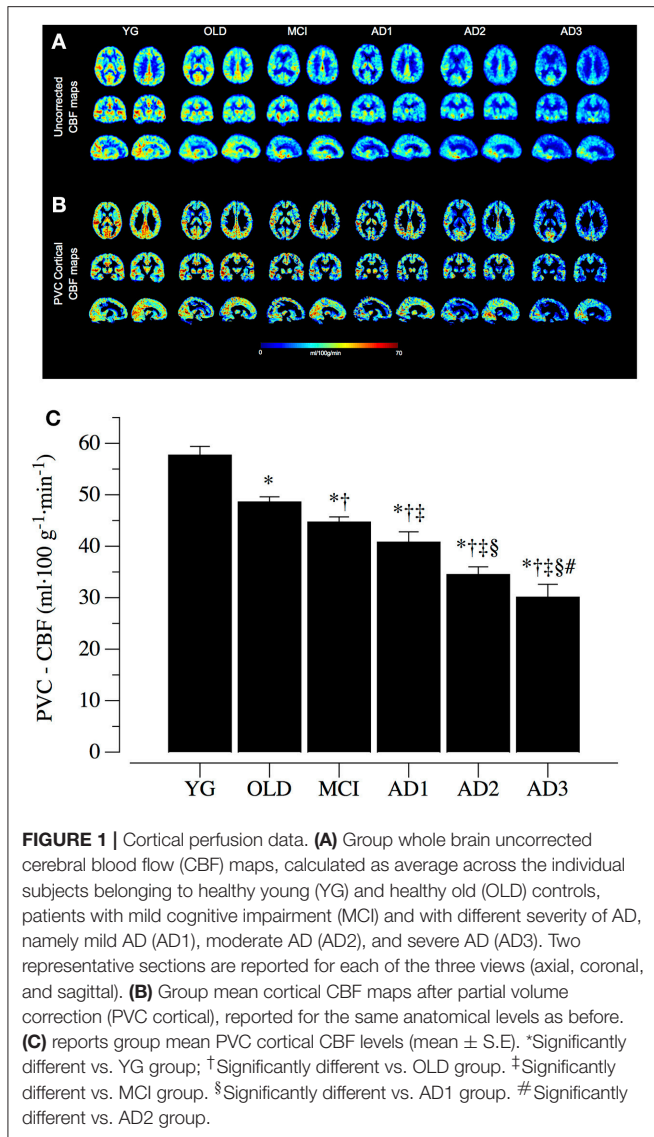 YG OLD MCI AD1 AD2 AD3
A
Uncorrected
CBF maps
B
PVC Cortical
CBF maps
0 ml/100g/min 70
C
PVC - CBF (ml·100 g⁻¹·min⁻¹)
60
50
40
30
20
10
0
*
*†
*†‡
*†‡§
*†‡§#
YG OLD MCI AD1 AD2 AD3
FIGURE 1 | Cortical perfusion data. (A) Group whole brain uncorrected
cerebral blood flow (CBF) maps, calculated as average across the individual
subjects belonging to healthy young (YG) and healthy old (OLD) controls,
patients with mild cognitive impairment (MCI) and with different severity of AD,
namely mild AD (AD1), moderate AD (AD2), and severe AD (AD3). Two
representative sections are reported for each of the three views (axial, coronal,
and sagittal). (B) Group mean cortical CBF maps after partial volume
correction (PVC cortical), reported for the same anatomical levels as before.
(C) reports group mean PVC cortical CBF levels (mean ± S.E). *Significantly
different vs. YG group; †Significantly different vs. OLD group. ‡Significantly
different vs. MCI group. §Significantly different vs. AD1 group. #Significantly
different vs. AD2 group.